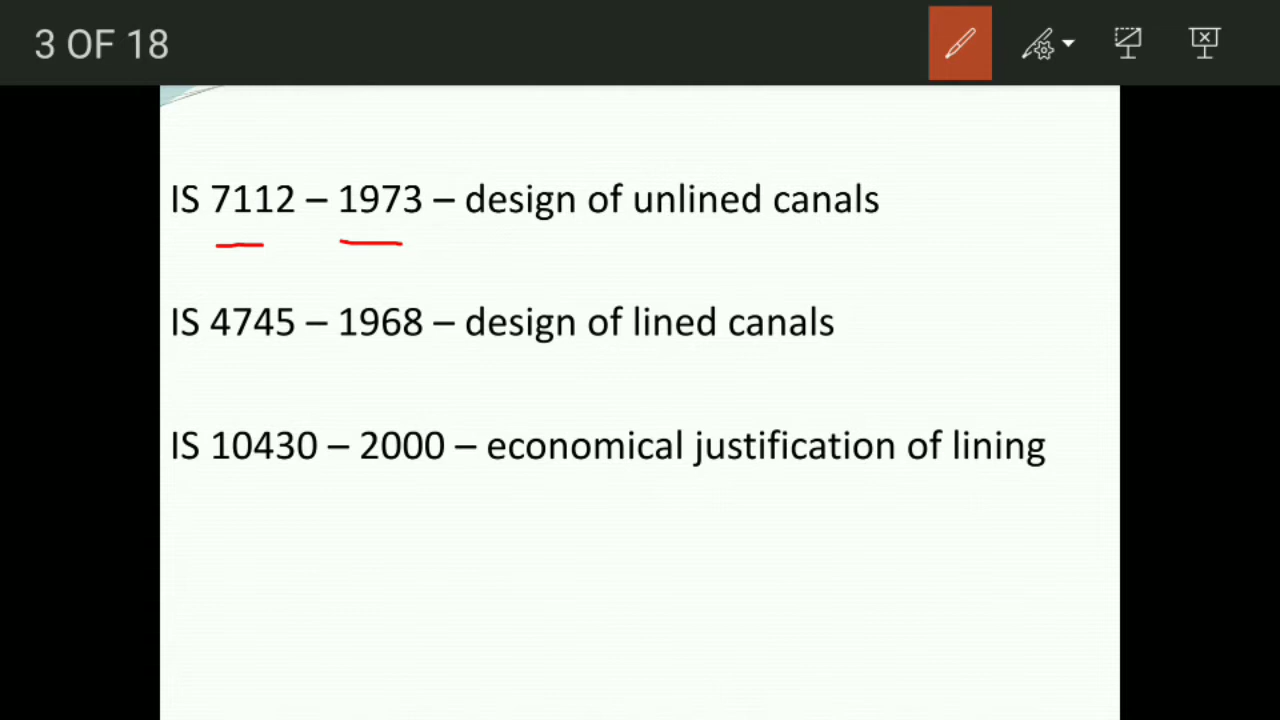 3 OF 18
IS 7112 – 1973 – design of unlined canals
IS 4745 – 1968 – design of lined canals
IS 10430 – 2000 – economical justification of lining